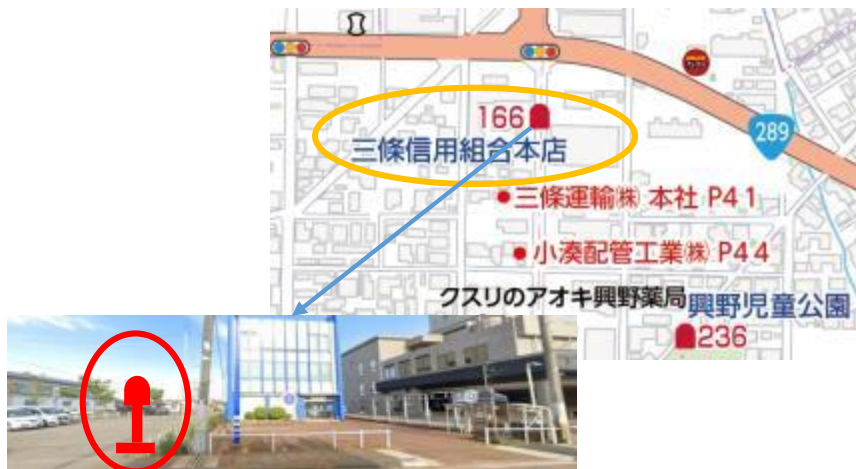 166
三條信用組合本店
289
三條運輸㈱ 本社 P41
小湊配管工業㈱ P44
クスリのアオキ興野薬局
興野児童公園
236